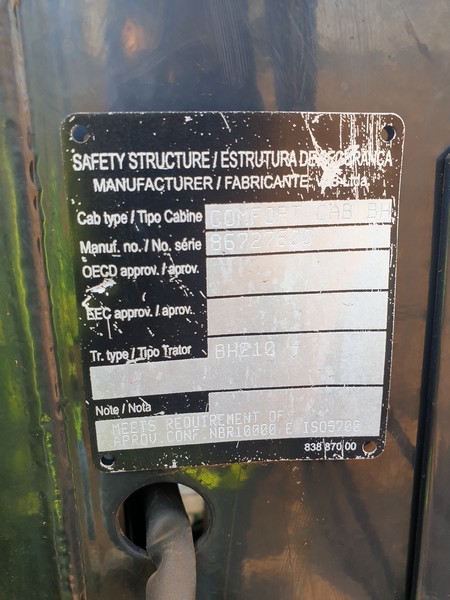 SAFETY STRUCTURE / ESTRUTURA DE SEGURANÇA
MANUFACTURER / FABRICANTE: Ltda
Cab type / Tipo Cabine COMFORT CAB BH
Manuf. no. / No. série
OECD approv. / aprov.
EEC approv. / aprov.
Tr. type / Tipo Trator BH210
Note / Nota
MEETS REQUIREMENT OF
APROV.CONF.NBR10000 E ISO5700
838 870 00